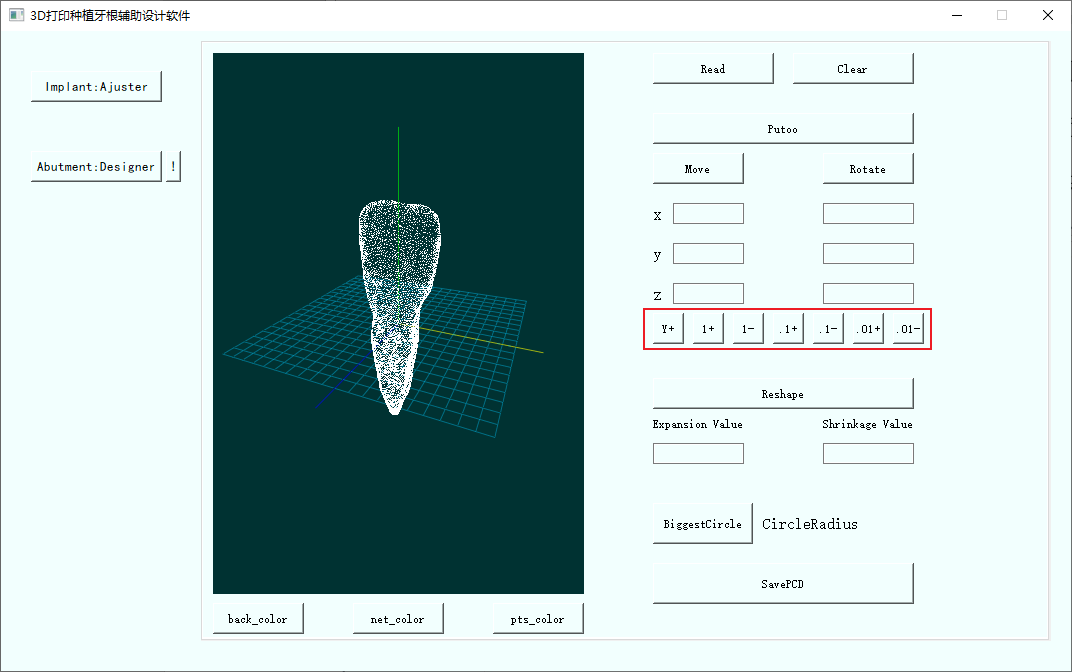 3D打印种植牙根辅助设计软件
Implant:Ajuster
Abutment:Designer !
Read Clear
Putoo
Move Rotate
x
y
z
Y+ 1+ 1- .1+ .1- .01+ .01-
Reshape
Expansion Value Shrinkage Value
BiggestCircle CircleRadius
SavePCD
back_color net_color pts_color